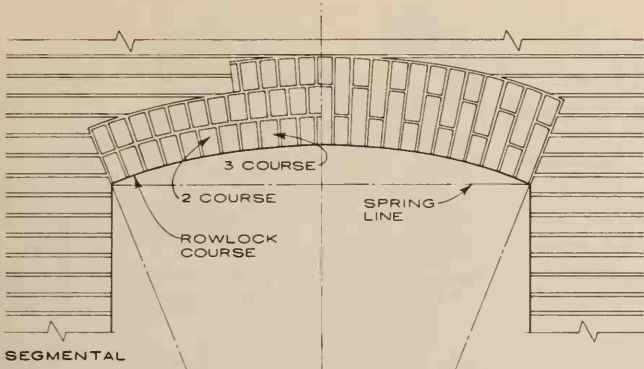 3 COURSE
2 COURSE
SPRING
LINE
ROWLOCK
COURSE
SEGMENTAL